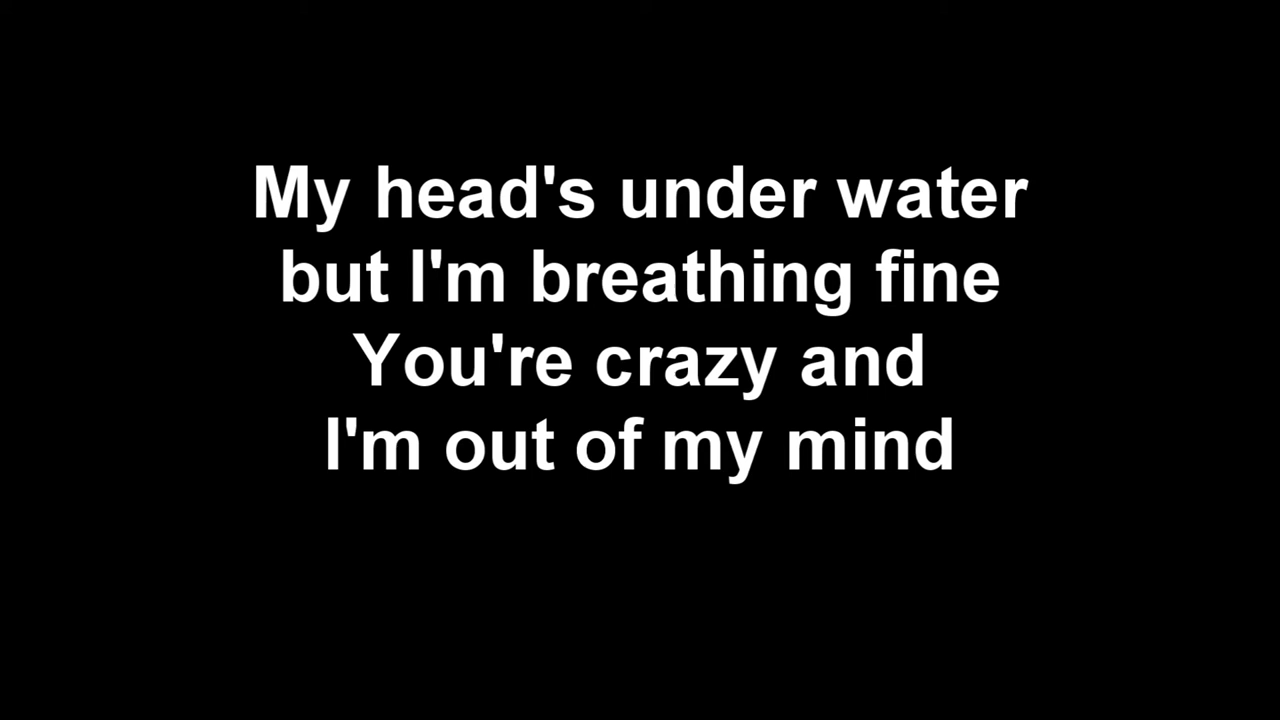 My head's under water
but I'm breathing fine
You're crazy and
I'm out of my mind